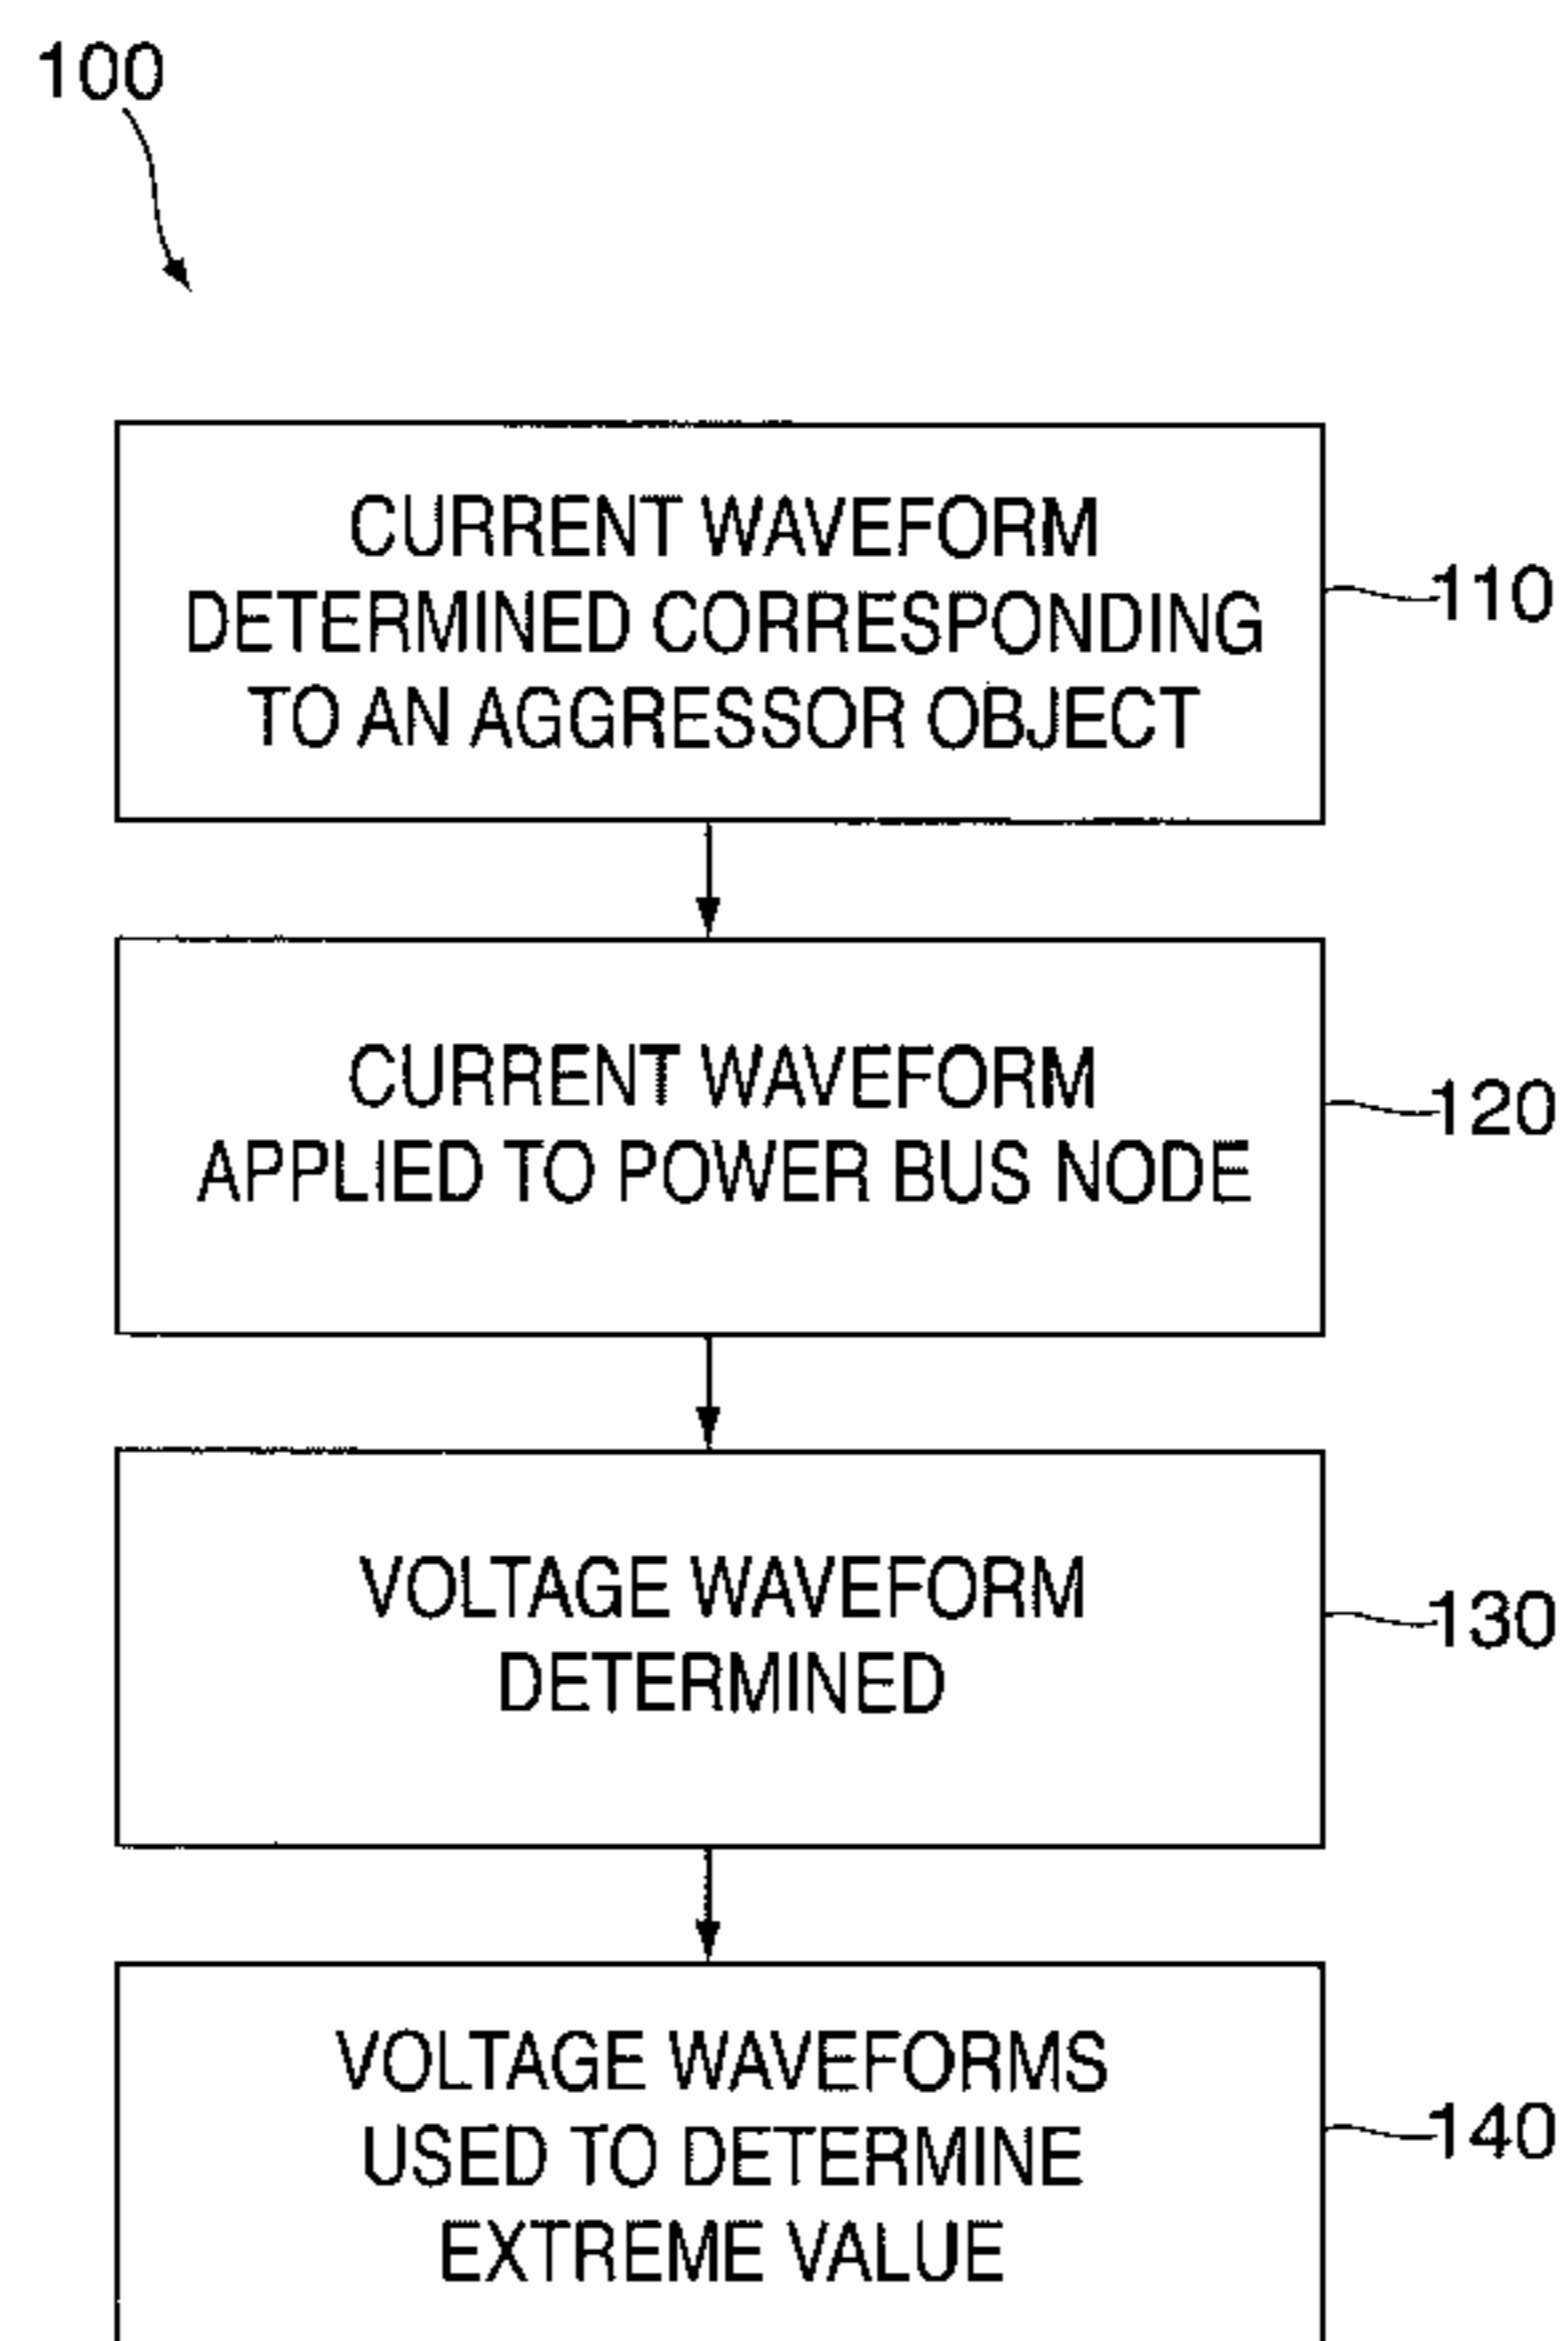 100
CURRENT WAVEFORM
DETERMINED CORRESPONDING
TO AN AGGRESSOR OBJECT
110
CURRENT WAVEFORM
APPLIED TO POWER BUS NODE
120
VOLTAGE WAVEFORM
DETERMINED
130
VOLTAGE WAVEFORMS
USED TO DETERMINE
EXTREME VALUE
140